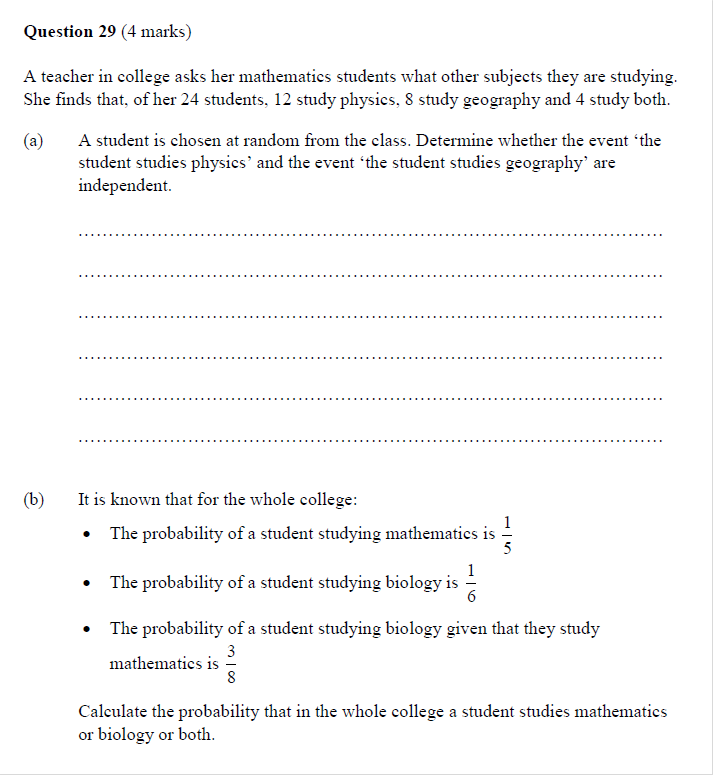 Question 29 (4 marks)
A teacher in college asks her mathematics students what other subjects they are studying.
She finds that, of her 24 students, 12 study physics, 8 study geography and 4 study both.
(a) A student is chosen at random from the class. Determine whether the event ‘the
student studies physics’ and the event ‘the student studies geography’ are
independent.
(b) It is known that for the whole college:
• The probability of a student studying mathematics is 1/5
• The probability of a student studying biology is 1/6
• The probability of a student studying biology given that they study
mathematics is 3/8
Calculate the probability that in the whole college a student studies mathematics
or biology or both.